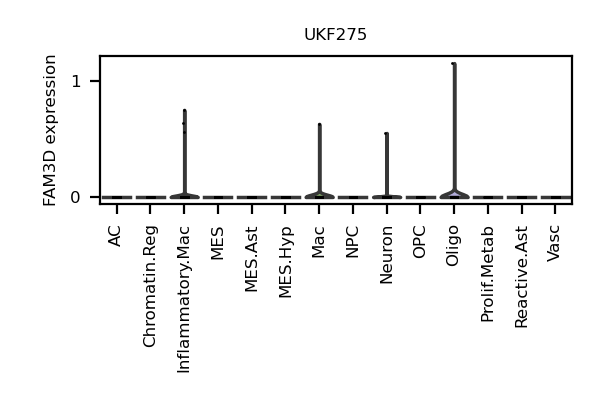 UKF275
FAM3D expression
1
0
AC
Chromatin.Reg
Inflammatory.Mac
MES
MES.Ast
MES.Hyp
Mac
NPC
Neuron
OPC
Oligo
Prolif.Metab
Reactive.Ast
Vasc